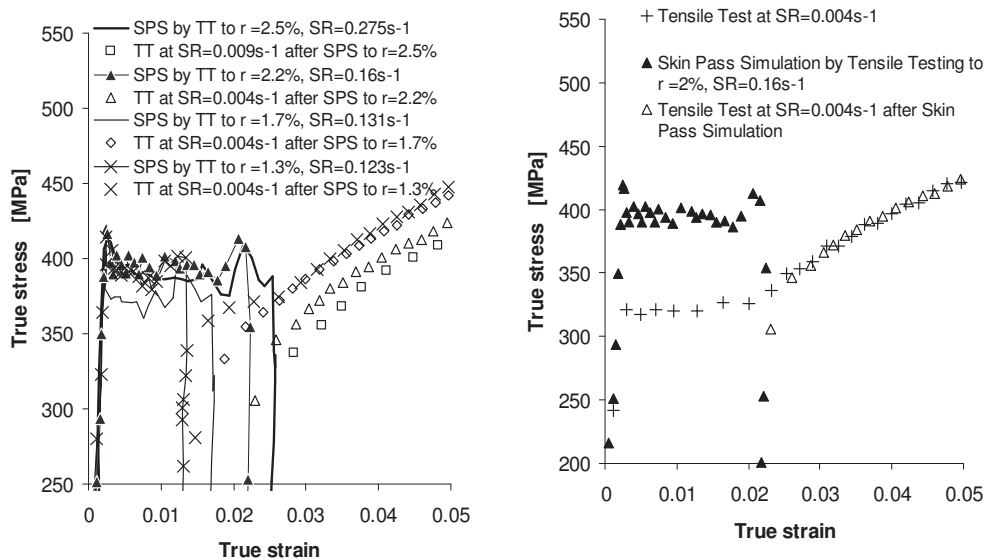 SPS by TT to r =2.5%, SR=0.275s-1
TT at SR=0.009s-1 after SPS to r=2.5%
SPS by TT to r =2.2%, SR=0.16s-1
TT at SR=0.004s-1 after SPS to r=2.2%
SPS by TT to r =1.7%, SR=0.131s-1
TT at SR=0.004s-1 after SPS to r=1.7%
SPS by TT to r =1.3%, SR=0.123s-1
TT at SR=0.004s-1 after SPS to r=1.3%
True stress [MPa]
550
500
450
400
350
300
250
0
0.01
0.02
0.03
0.04
0.05
True strain
Tensile Test at SR=0.004s-1
Skin Pass Simulation by Tensile Testing to
r =2%, SR=0.16s-1
Tensile Test at SR=0.004s-1 after Skin
Pass Simulation
True stress [MPa]
550
500
450
400
350
300
250
200
0
0.01
0.02
0.03
0.04
0.05
True strain